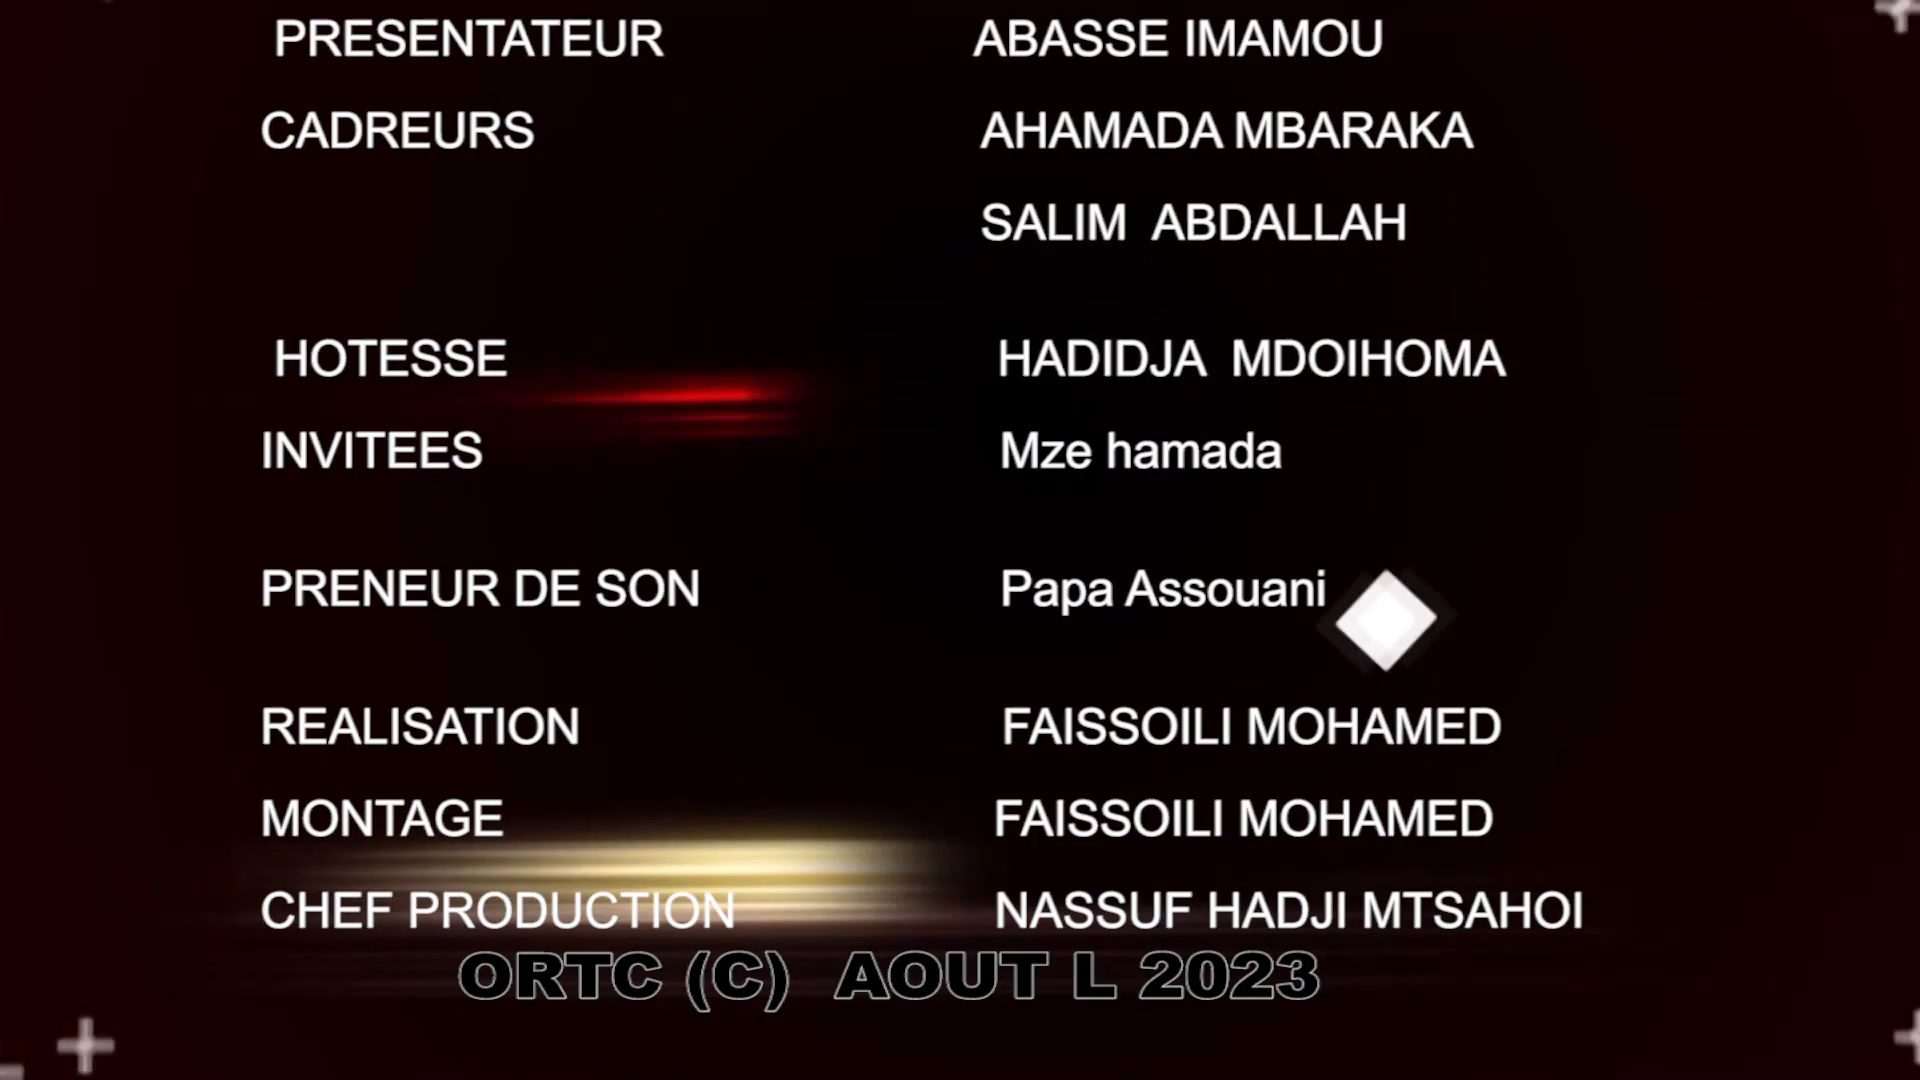 PRESENTATEUR ABASSE IMAMOU
CADREURS AHAMADA MBARAKA
SALIM ABDALLAH
HOTESSE HADIDJA MDOIHOMA
INVITEES Mze hamada
PRENEUR DE SON Papa Assouani
REALISATION FAISSOILI MOHAMED
MONTAGE FAISSOILI MOHAMED
CHEF PRODUCTION NASSUF HADJI MTSAHOI
ORTC (C) AOUT L 2023